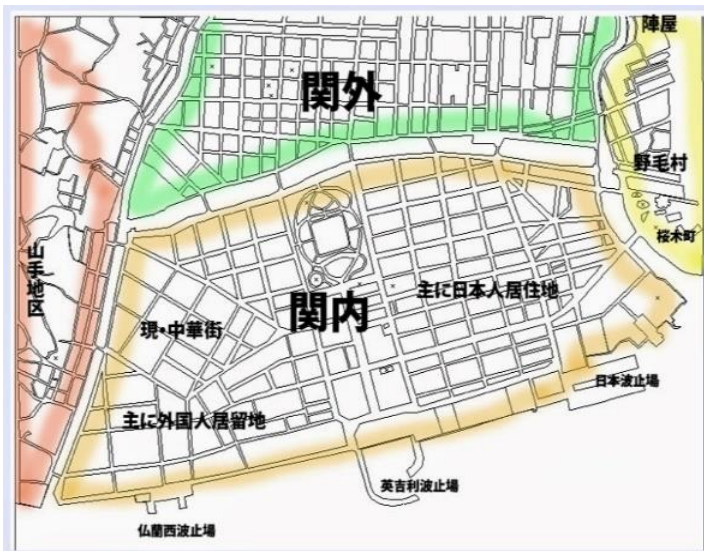 陣屋
関外
野毛村
桜木町
山手地区
主に日本人居住地
関内
現・中華街
日本波止場
主に外国人居留地
英吉利波止場
仏蘭西波止場